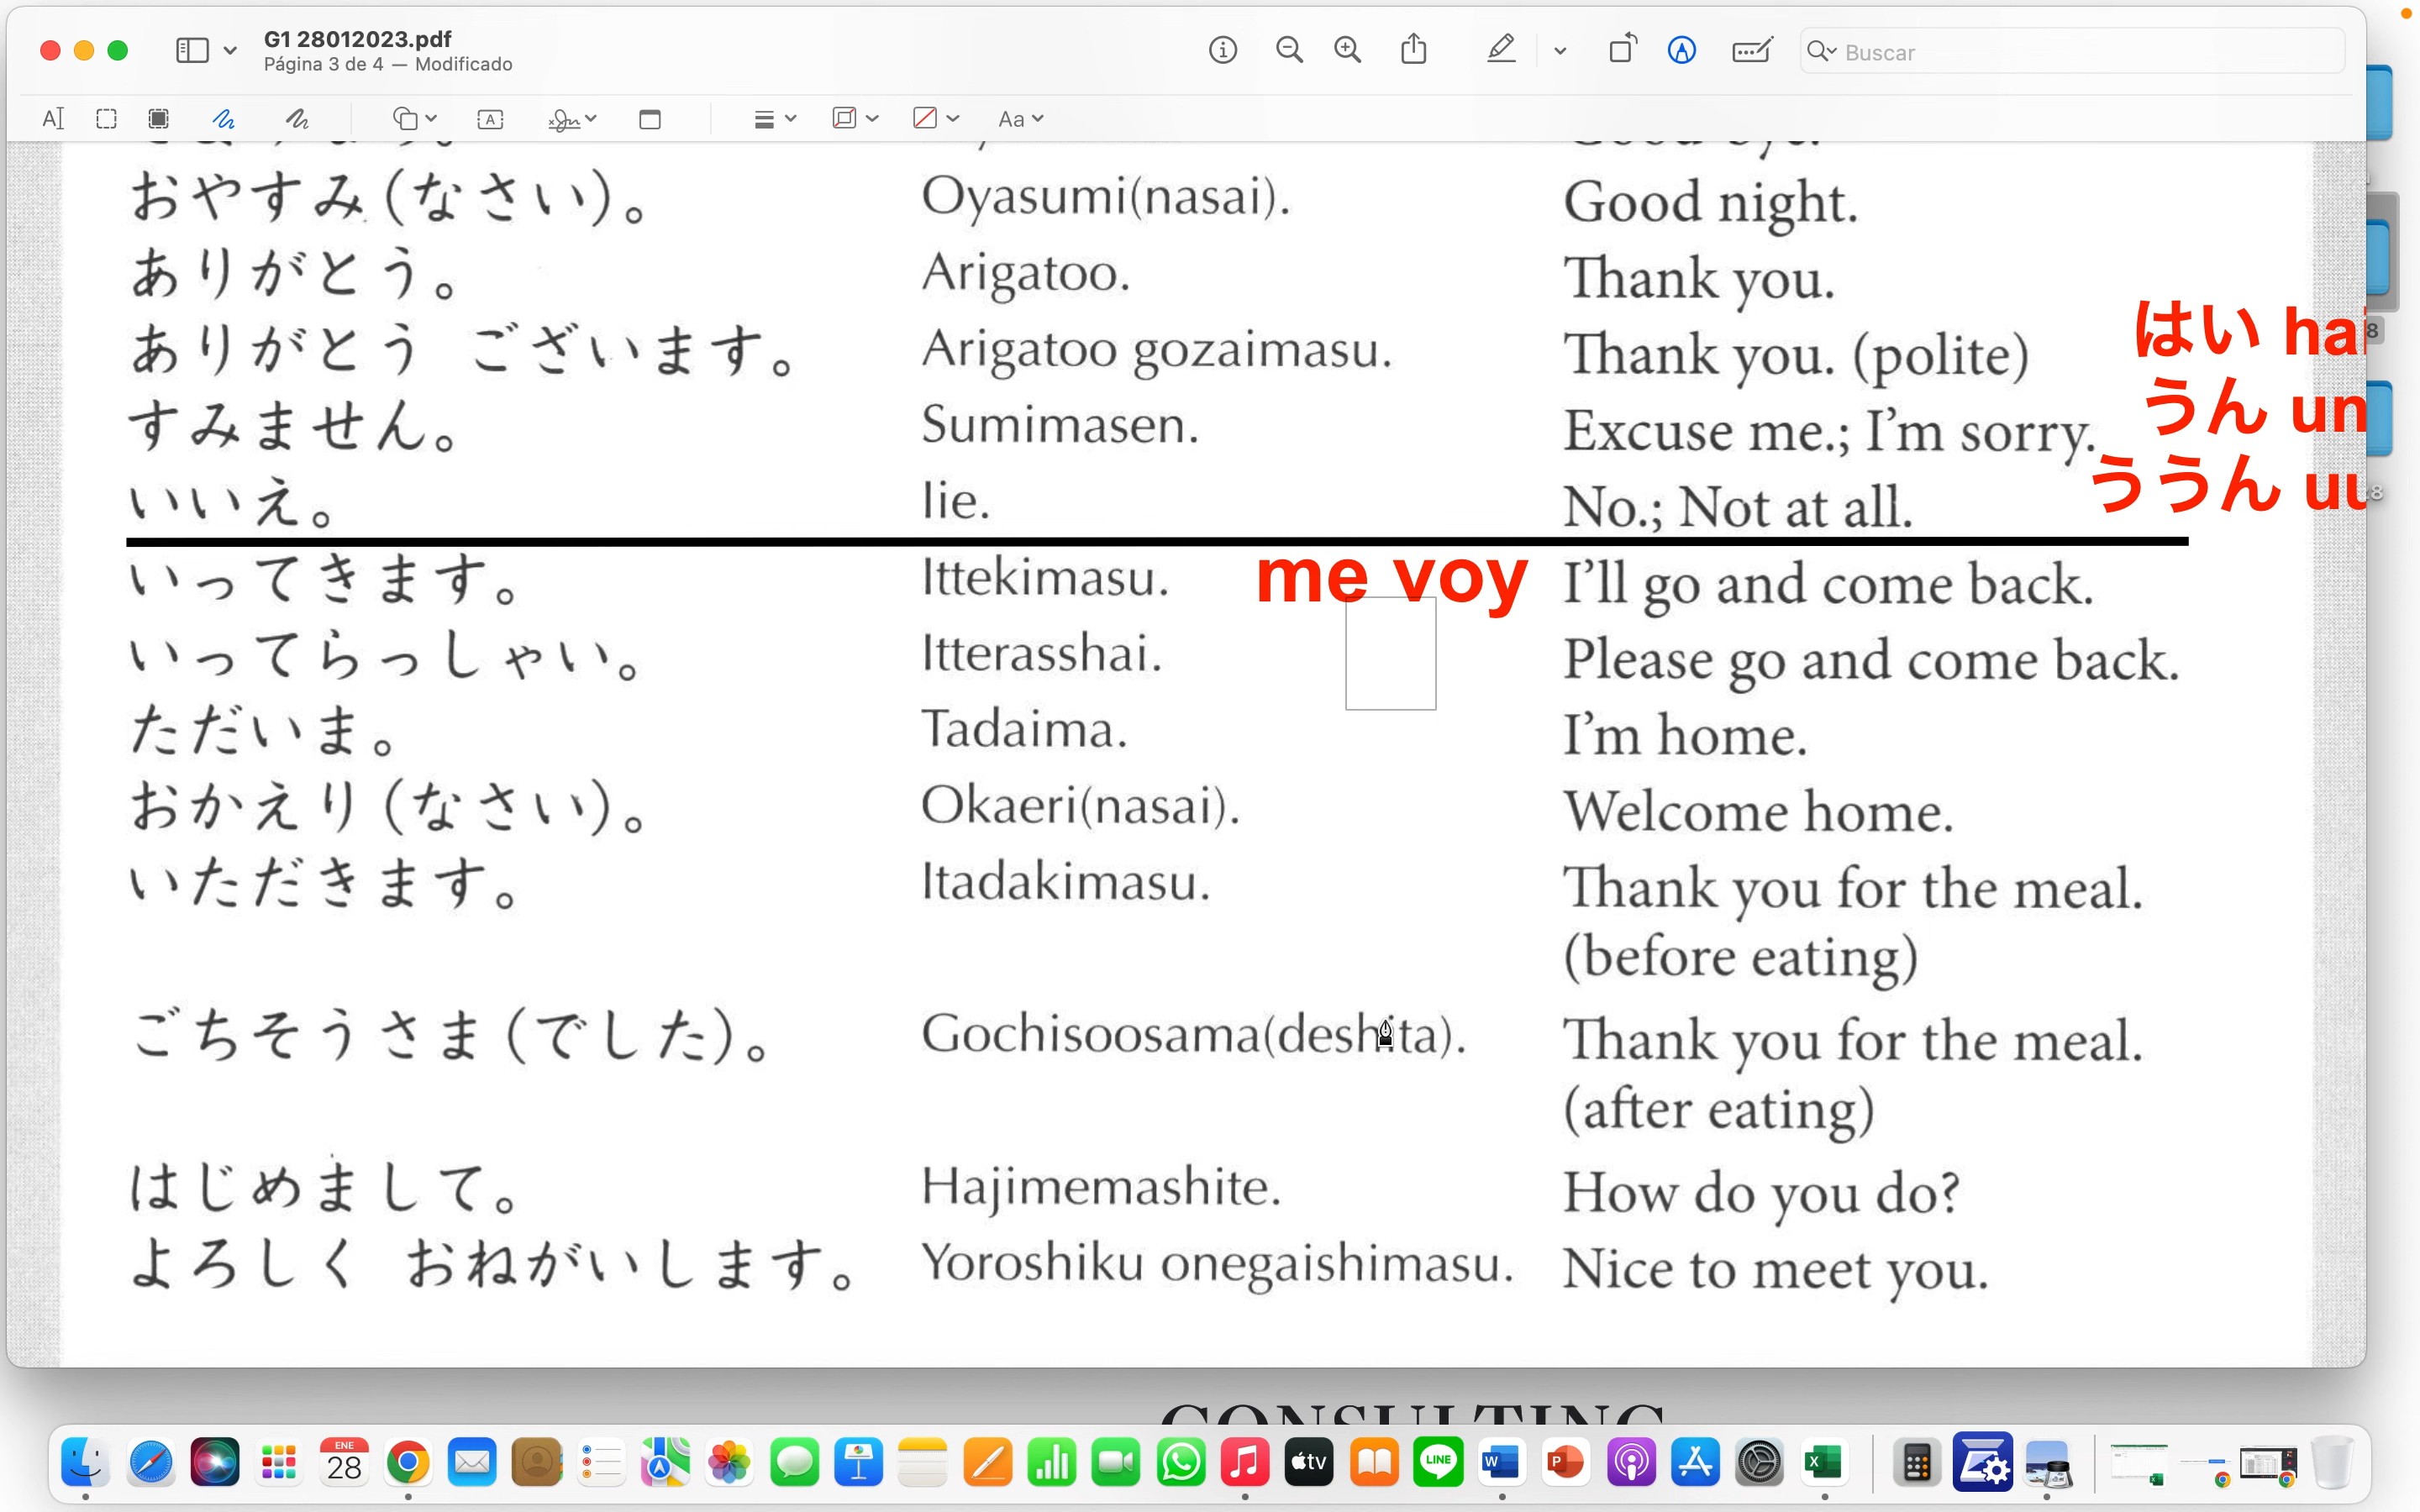 G1 28012023.pdf
Página 3 de 4 — Modificado
Buscar
Aa
おやすみ(なさい)。 Oyasumi(nasai). Good night.
ありがとう。 Arigatoo. Thank you.
ありがとう ございます。 Arigatoo gozaimasu. Thank you. (polite)
はい hai
すみません。 Sumimasen. Excuse me.; I'm sorry.
うん un
いいえ。 Iie. No.; Not at all.
ううん uu
いってきます。 Ittekimasu. me voy I'll go and come back.
いってらっしゃい。 Itterasshai. Please go and come back.
ただいま。 Tadaima. I'm home.
おかえり(なさい)。 Okaeri(nasai). Welcome home.
いただきます。 Itadakimasu. Thank you for the meal.
(before eating)
ごちそうさま(でした)。 Gochisoosama(deshita). Thank you for the meal.
(after eating)
はじめまして。 Hajimemashite. How do you do?
よろしく おねがいします。 Yoroshiku onegaishimasu. Nice to meet you.
CONSULTING
ENE
28
tv
LINE
W
P
X